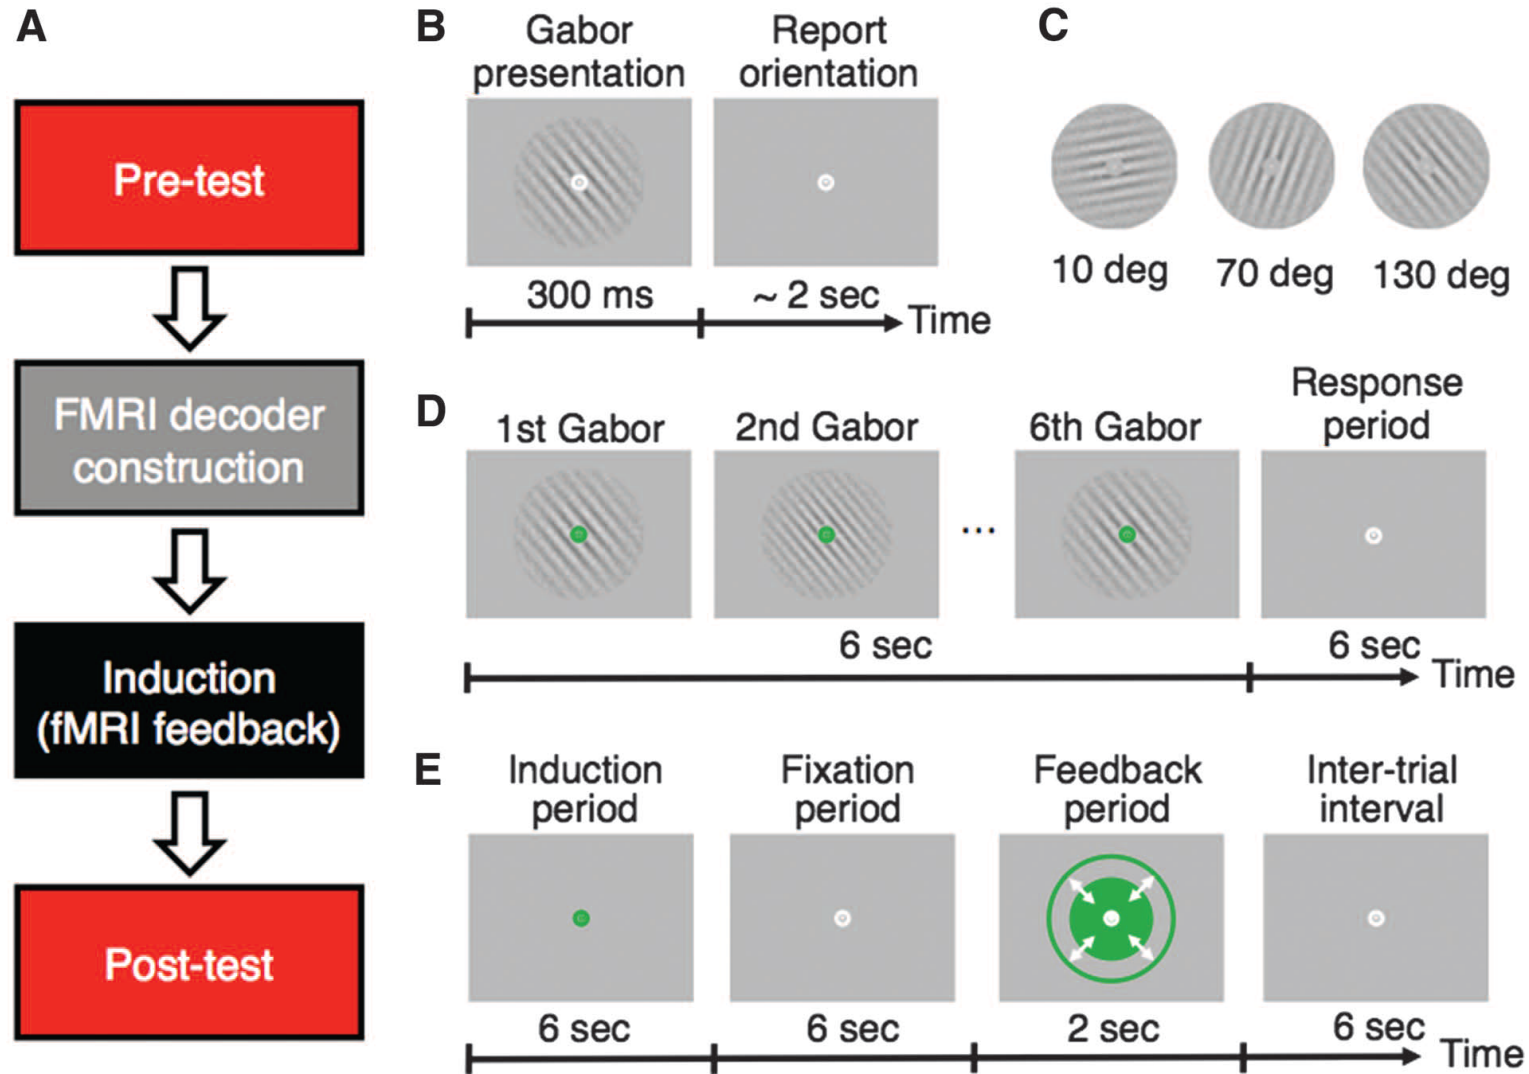 A
Pre-test
FMRI decoder
construction
Induction
(fMRI feedback)
Post-test
B
Gabor
presentation
Report
orientation
300 ms
~ 2 sec
Time
C
10 deg
70 deg
130 deg
D
1st Gabor
2nd Gabor
...
6th Gabor
Response
period
6 sec
6 sec
Time
E
Induction
period
Fixation
period
Feedback
period
Inter-trial
interval
6 sec
6 sec
2 sec
6 sec
Time